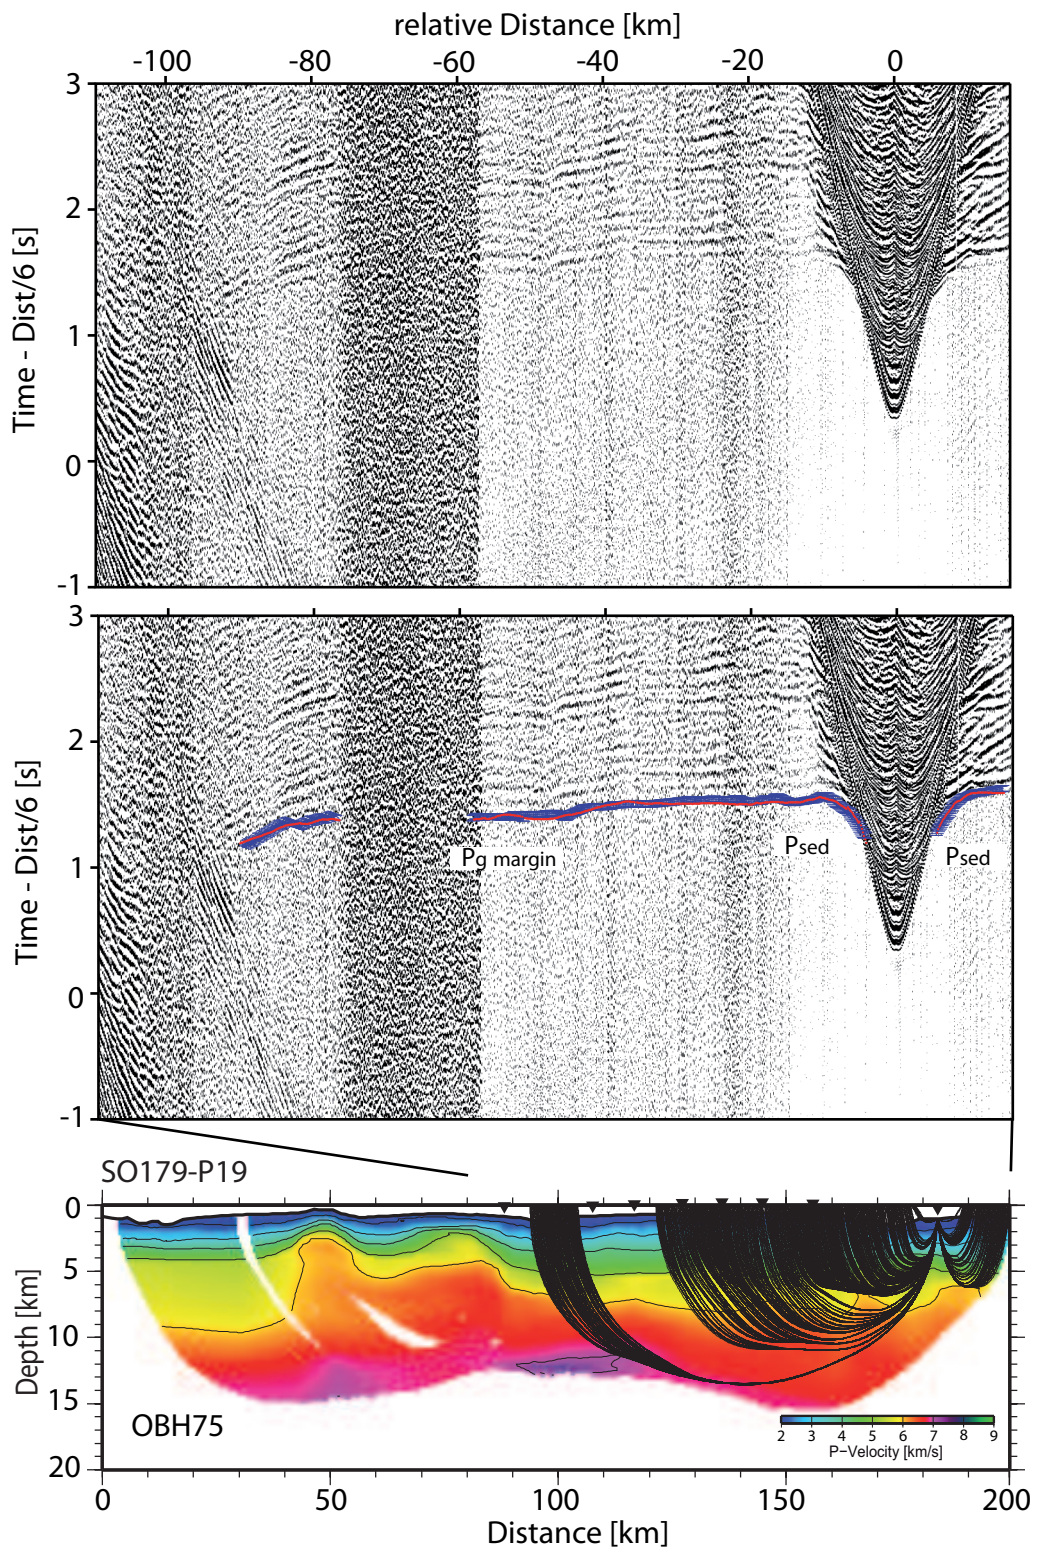 relative Distance [km]
-100 -80 -60 -40 -20 0
3
2
1
0
-1
Time - Dist/6 [s]
3
2
1
0
-1
Time - Dist/6 [s]
Pg margin
Psed
Psed
SO179-P19
0
5
10
15
20
Depth [km]
OBH75
2 3 4 5 6 7 8 9
P-Velocity [km/s]
0 50 100 150 200
Distance [km]